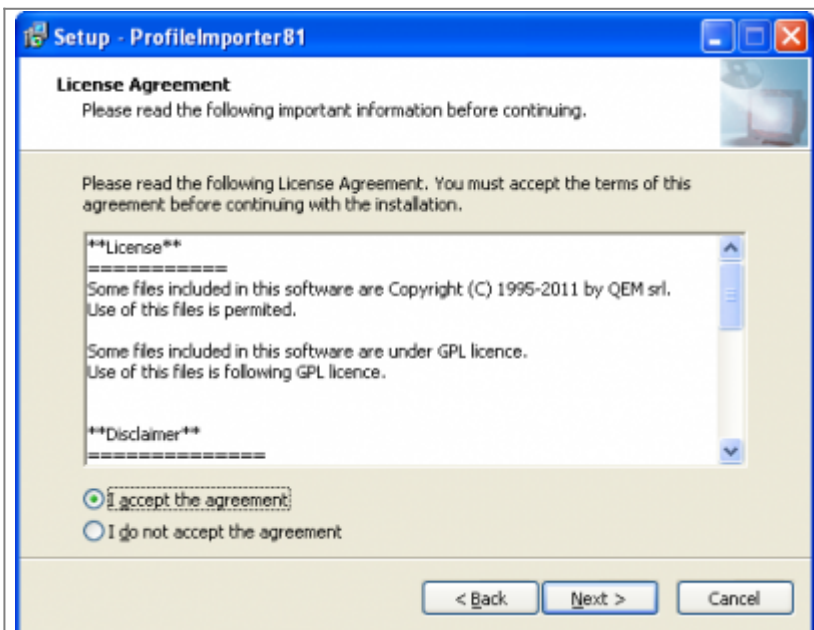 Setup - ProfileImporter81
License Agreement
Please read the following important information before continuing.
Please read the following License Agreement. You must accept the terms of this
agreement before continuing with the installation.
**License**
===========
Some files included in this software are Copyright (C) 1995-2011 by QEM srl.
Use of this files is permited.
Some files included in this software are under GPL licence.
Use of this files is following GPL licence.
**Disclaimer**
==============
I accept the agreement
I do not accept the agreement
< Back
Next >
Cancel